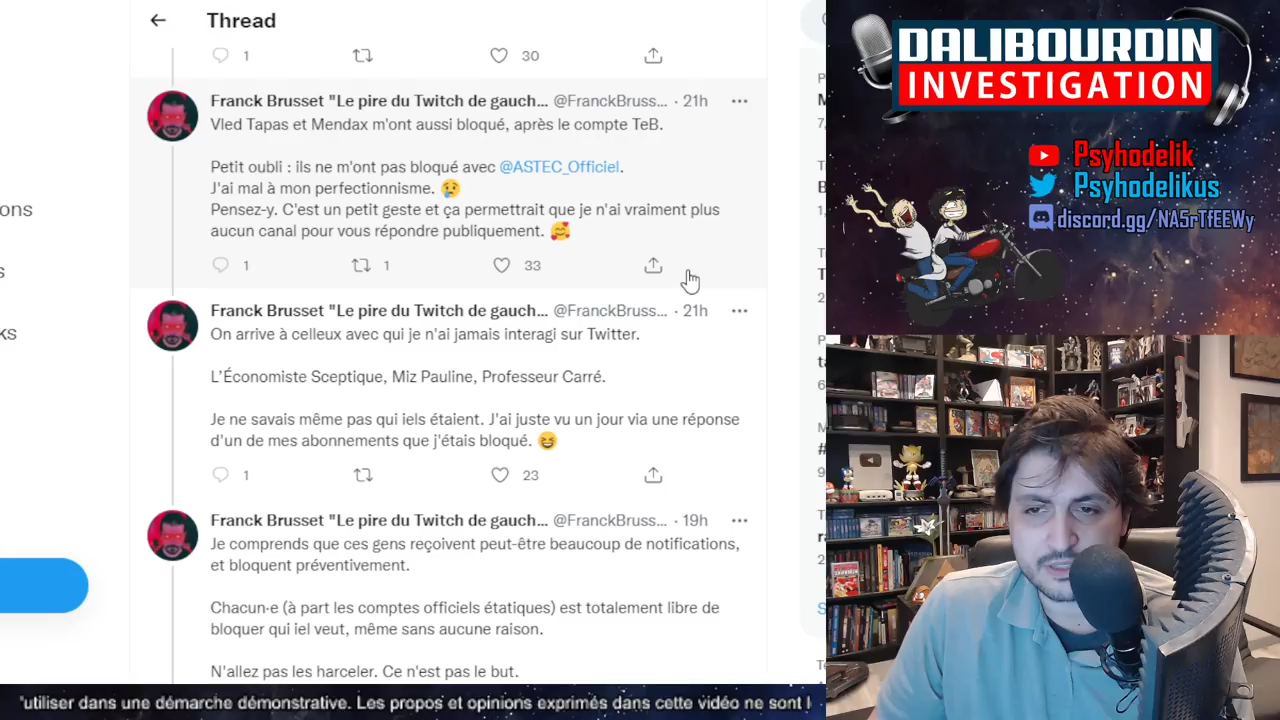 Thread
1 30
Franck Brusset "Le pire du Twitch de gauch... @FranckBruss... · 21h
Vled Tapas et Mendax m'ont aussi bloqué, après le compte TeB.
Petit oubli : ils ne m'ont pas bloqué avec @ASTEC_Officiel.
J'ai mal à mon perfectionnisme. 😢
Pensez-y. C'est un petit geste et ça permettrait que je n'ai vraiment plus
aucun canal pour vous répondre publiquement. 🥰
1 1 33
Franck Brusset "Le pire du Twitch de gauch... @FranckBruss... · 21h
On arrive à celleux avec qui je n'ai jamais interagi sur Twitter.
L'Économiste Sceptique, Miz Pauline, Professeur Carré.
Je ne savais même pas qui iels étaient. J'ai juste vu un jour via une réponse
d'un de mes abonnements que j'étais bloqué. 😆
1 23
Franck Brusset "Le pire du Twitch de gauch... @FranckBruss... · 19h
Je comprends que ces gens reçoivent peut-être beaucoup de notifications,
et bloquent préventivement.
Chacun·e (à part les comptes officiels étatiques) est totalement libre de
bloquer qui iel veut, même sans aucune raison.
N'allez pas les harceler. Ce n'est pas le but.
ons
s
ks
DALIBOURDIN
INVESTIGATION
Psyhodelik
Psyhodelikus
discord.gg/NA5rTfEEWy
"utiliser dans une démarche démonstrative. Les propos et opinions exprimés dans cette vidéo ne sont l